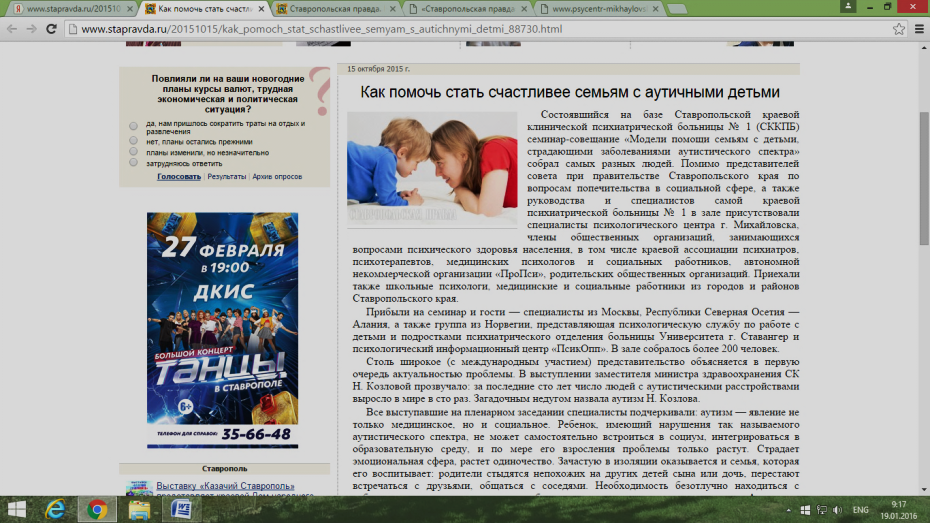 www.stapravda.ru/20151
Как помочь стать счастли
Ставропольская правда.
«Ставропольская правда
www.psycentr-mikhaylovs
www.stapravda.ru/20151015/kak_pomoch_stat_schastlivee_semyam_s_autichnymi_detmi_88730.html
Повлияли ли на ваши новогодние
планы курсы валют, трудная
экономическая и политическая
ситуация?
да, нам пришлось сократить траты на отдых и
развлечения
нет, планы остались прежними
планы изменили, но незначительно
затрудняюсь ответить
Голосовать | Результаты | Архив опросов
27 ФЕВРАЛЯ
в 19:00
ДКИС
БОЛЬШОЙ КОНЦЕРТ
ТАНЦЫ
В СТАВРОПОЛЕ
6+
ТЕЛЕФОН ДЛЯ СПРАВОК: 35-66-48
Ставрополь
Выставку «Казачий Ставрополь»
15 октября 2015 г.
Как помочь стать счастливее семьям с аутичными детьми
СТАВРОПОЛЬСКАЯ ПРАВДА
Состоявшийся на базе Ставропольской краевой
клинической психиатрической больницы № 1 (СККПБ)
семинар-совещание «Модели помощи семьям с детьми,
страдающими заболеваниями аутистического спектра»
собрал самых разных людей. Помимо представителей
совета при правительстве Ставропольского края по
вопросам попечительства в социальной сфере, а также
руководства и специалистов самой краевой
психиатрической больницы № 1 в зале присутствовали
специалисты психологического центра г. Михайловска,
члены общественных организаций, занимающихся
вопросами психического здоровья населения, в том числе краевой ассоциации психиатров,
психотерапевтов, медицинских психологов и социальных работников, автономной
некоммерческой организации «ПроПси», родительских общественных организаций. Приехали
также школьные психологи, медицинские и социальные работники из городов и районов
Ставропольского края.
Прибыли на семинар и гости — специалисты из Москвы, Республики Северная Осетия —
Алания, а также группа из Норвегии, представляющая психологическую службу по работе с
детьми и подростками психиатрического отделения больницы Университета г. Ставангер и
психологический информационный центр «ПсикОпп». В зале собралось более 200 человек.
Столь широкое (с международным участием) представительство объясняется в первую
очередь актуальностью проблемы. В выступлении заместителя министра здравоохранения СК
Н. Козловой прозвучало: за последние сто лет число людей с аутистическими расстройствами
выросло в мире в сто раз. Загадочным недугом назвала аутизм Н. Козлова.
Все выступавшие на пленарном заседании специалисты подчеркивали: аутизм — явление не
только медицинское, но и социальное. Ребенок, имеющий нарушения так называемого
аутистического спектра, не может самостоятельно встроиться в социум, интегрироваться в
образовательную среду, и по мере его взросления проблемы только растут. Страдает
эмоциональная сфера, растет одиночество. Зачастую в изоляции оказывается и семья, которая
его воспитывает: родители стыдятся непохожих на других детей сына или дочь, перестают
встречаться с друзьями, общаться с соседями. Необходимость безотлучно находиться с
ENG
9:17
19.01.2016